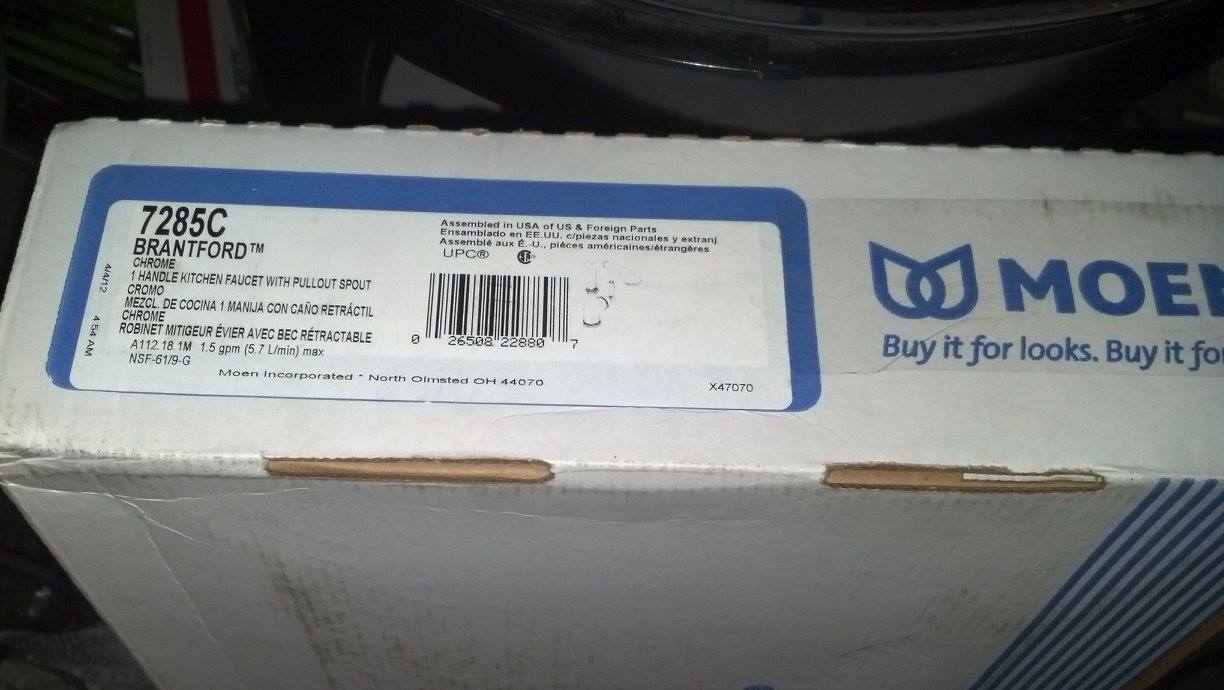 7285C
BRANTFORD™
CHROME
1 HANDLE KITCHEN FAUCET WITH PULLOUT SPOUT
CROMO
MEZCL. DE COCINA 1 MANIJA CON CAÑO RETRÁCTIL
CHROME
ROBINET MITIGEUR ÉVIER AVEC BEC RÉTRACTABLE
A112.18.1M 1.5 gpm (5.7 L/min) max
NSF-61/9-G
4/4/12 4 54 AM
Assembled in USA of US & Foreign Parts
Ensamblado en EE.UU. c/piezas nacionales y extranj
Assemblé aux É.-U., pièces américaines/étrangères
UPC®
0 26508 22880 7
Moen Incorporated * North Olmsted OH 44070
X47070
MOEN
Buy it for looks. Buy it fo